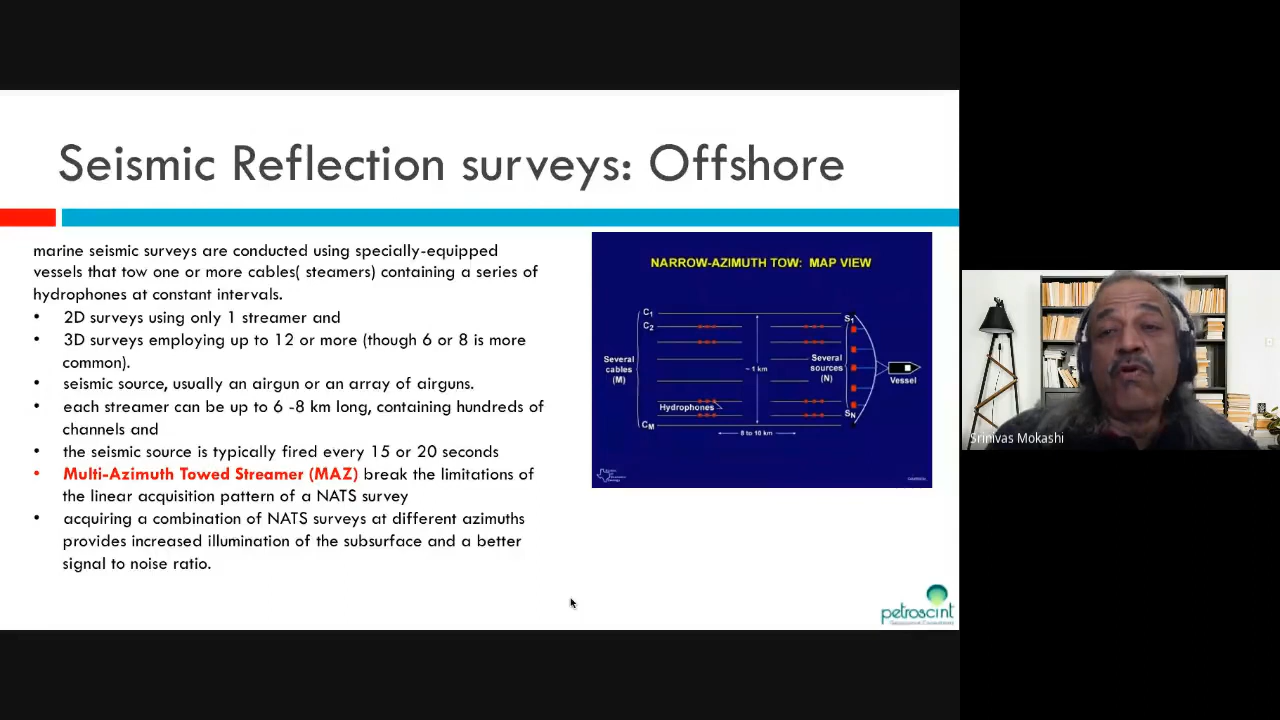 Seismic Reflection surveys: Offshore
marine seismic surveys are conducted using specially-equipped
vessels that tow one or more cables( steamers) containing a series of
hydrophones at constant intervals.
• 2D surveys using only 1 streamer and
• 3D surveys employing up to 12 or more (though 6 or 8 is more
common).
• seismic source, usually an airgun or an array of airguns.
• each streamer can be up to 6 -8 km long, containing hundreds of
channels and
• the seismic source is typically fired every 15 or 20 seconds
• Multi-Azimuth Towed Streamer (MAZ) break the limitations of
the linear acquisition pattern of a NATS survey
• acquiring a combination of NATS surveys at different azimuths
provides increased illumination of the subsurface and a better
signal to noise ratio.
NARROW-AZIMUTH TOW: MAP VIEW
C1
C2
S1
Several
cables
(M)
~ 1 km
Several
sources
(N)
Vessel
Hydrophones
CM
SN
8 to 10 km
petroscint
Srinivas Mokashi